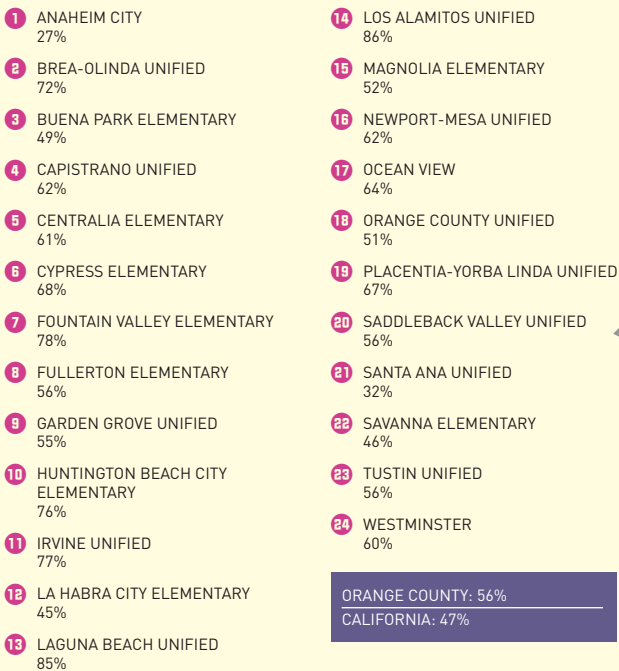 1 ANAHEIM CITY
27%
2 BREA-OLINDA UNIFIED
72%
3 BUENA PARK ELEMENTARY
49%
4 CAPISTRANO UNIFIED
62%
5 CENTRALIA ELEMENTARY
61%
6 CYPRESS ELEMENTARY
68%
7 FOUNTAIN VALLEY ELEMENTARY
78%
8 FULLERTON ELEMENTARY
56%
9 GARDEN GROVE UNIFIED
55%
10 HUNTINGTON BEACH CITY
ELEMENTARY
76%
11 IRVINE UNIFIED
77%
12 LA HABRA CITY ELEMENTARY
45%
13 LAGUNA BEACH UNIFIED
85%
14 LOS ALAMITOS UNIFIED
86%
15 MAGNOLIA ELEMENTARY
52%
16 NEWPORT-MESA UNIFIED
62%
17 OCEAN VIEW
64%
18 ORANGE COUNTY UNIFIED
51%
19 PLACENTIA-YORBA LINDA UNIFIED
67%
20 SADDLEBACK VALLEY UNIFIED
56%
21 SANTA ANA UNIFIED
32%
22 SAVANNA ELEMENTARY
46%
23 TUSTIN UNIFIED
56%
24 WESTMINSTER
60%
ORANGE COUNTY: 56%
CALIFORNIA: 47%